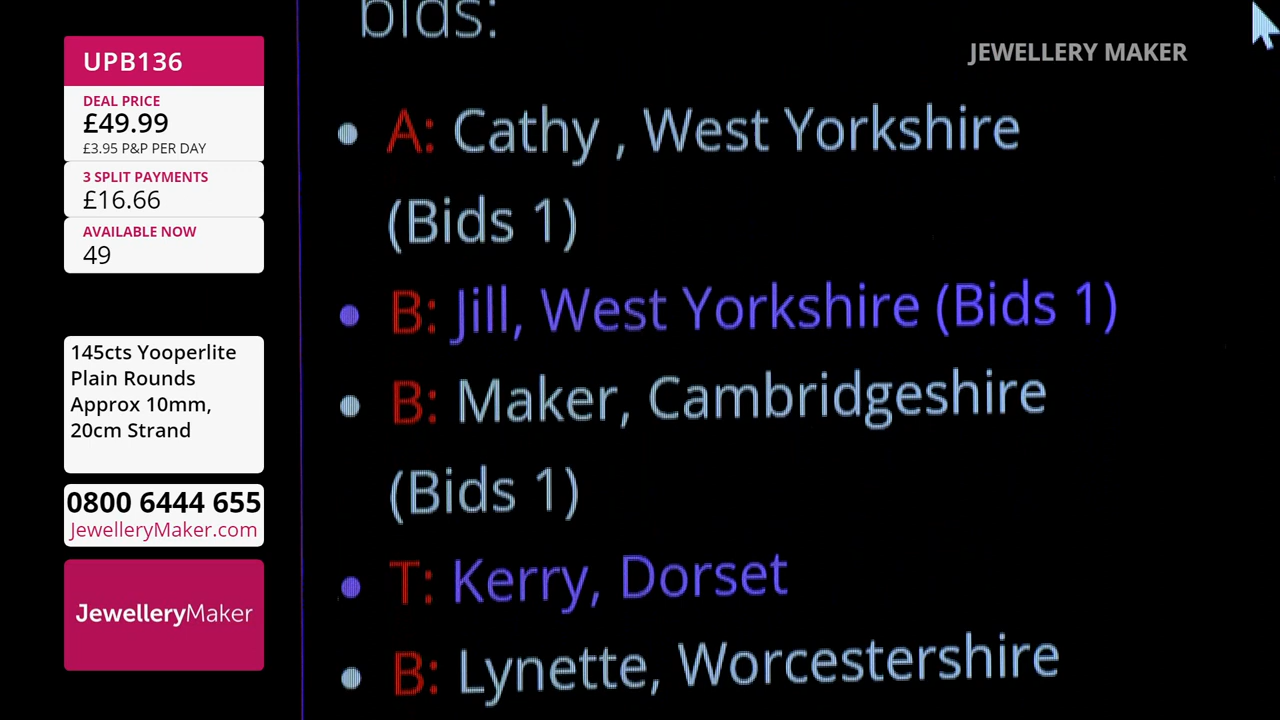 UPB136
DEAL PRICE
£49.99
£3.95 P&P PER DAY
3 SPLIT PAYMENTS
£16.66
AVAILABLE NOW
49
145cts Yooperlite
Plain Rounds
Approx 10mm,
20cm Strand
0800 6444 655
JewelleryMaker.com
JewelleryMaker
JEWELLERY MAKER
bids:
• A: Cathy , West Yorkshire
(Bids 1)
• B: Jill, West Yorkshire (Bids 1)
• B: Maker, Cambridgeshire
(Bids 1)
• T: Kerry, Dorset
• B: Lynette, Worcestershire